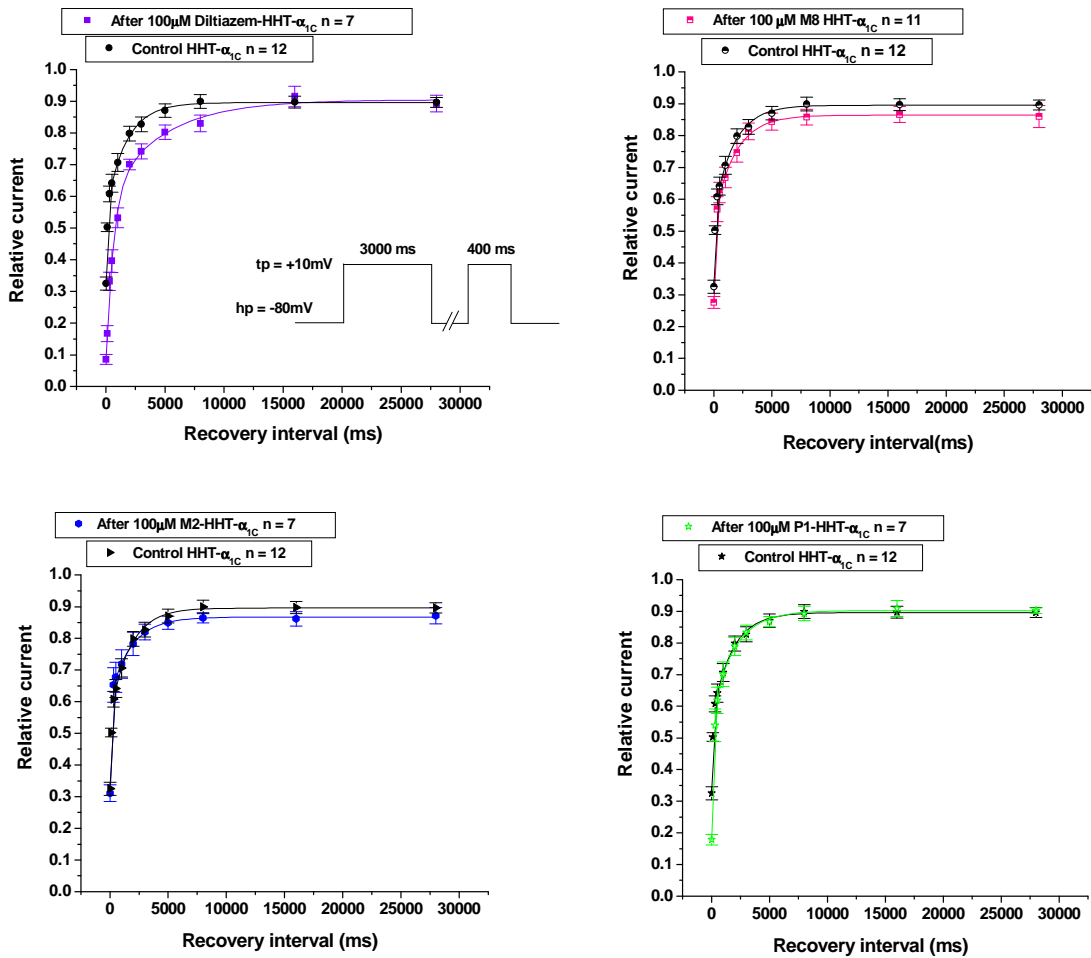 After 100μM Diltiazem-HHT-α1C n = 7
Control HHT-α1C n = 12
1.0
0.9
0.8
0.7
0.6
0.5
0.4
0.3
0.2
0.1
0.0
Relative current
3000 ms
400 ms
tp = +10mV
hp = -80mV
0 5000 10000 15000 20000 25000 30000
Recovery interval (ms)
After 100 μM M8 HHT-α1C n = 11
Control HHT-α1C n = 12
1.0
0.9
0.8
0.7
0.6
0.5
0.4
0.3
0.2
0.1
0.0
Relative current
0 5000 10000 15000 20000 25000 30000
Recovery interval(ms)
After 100μM M2-HHT-α1C n = 7
Control HHT-α1C n = 12
1.0
0.9
0.8
0.7
0.6
0.5
0.4
0.3
0.2
0.1
0.0
Relative current
0 5000 10000 15000 20000 25000 30000
Recovery interval (ms)
After 100μM P1-HHT-α1C n = 7
Control HHT-α1C n = 12
1.0
0.9
0.8
0.7
0.6
0.5
0.4
0.3
0.2
0.1
0.0
Relative current
0 5000 10000 15000 20000 25000 30000
Recovery interval (ms)